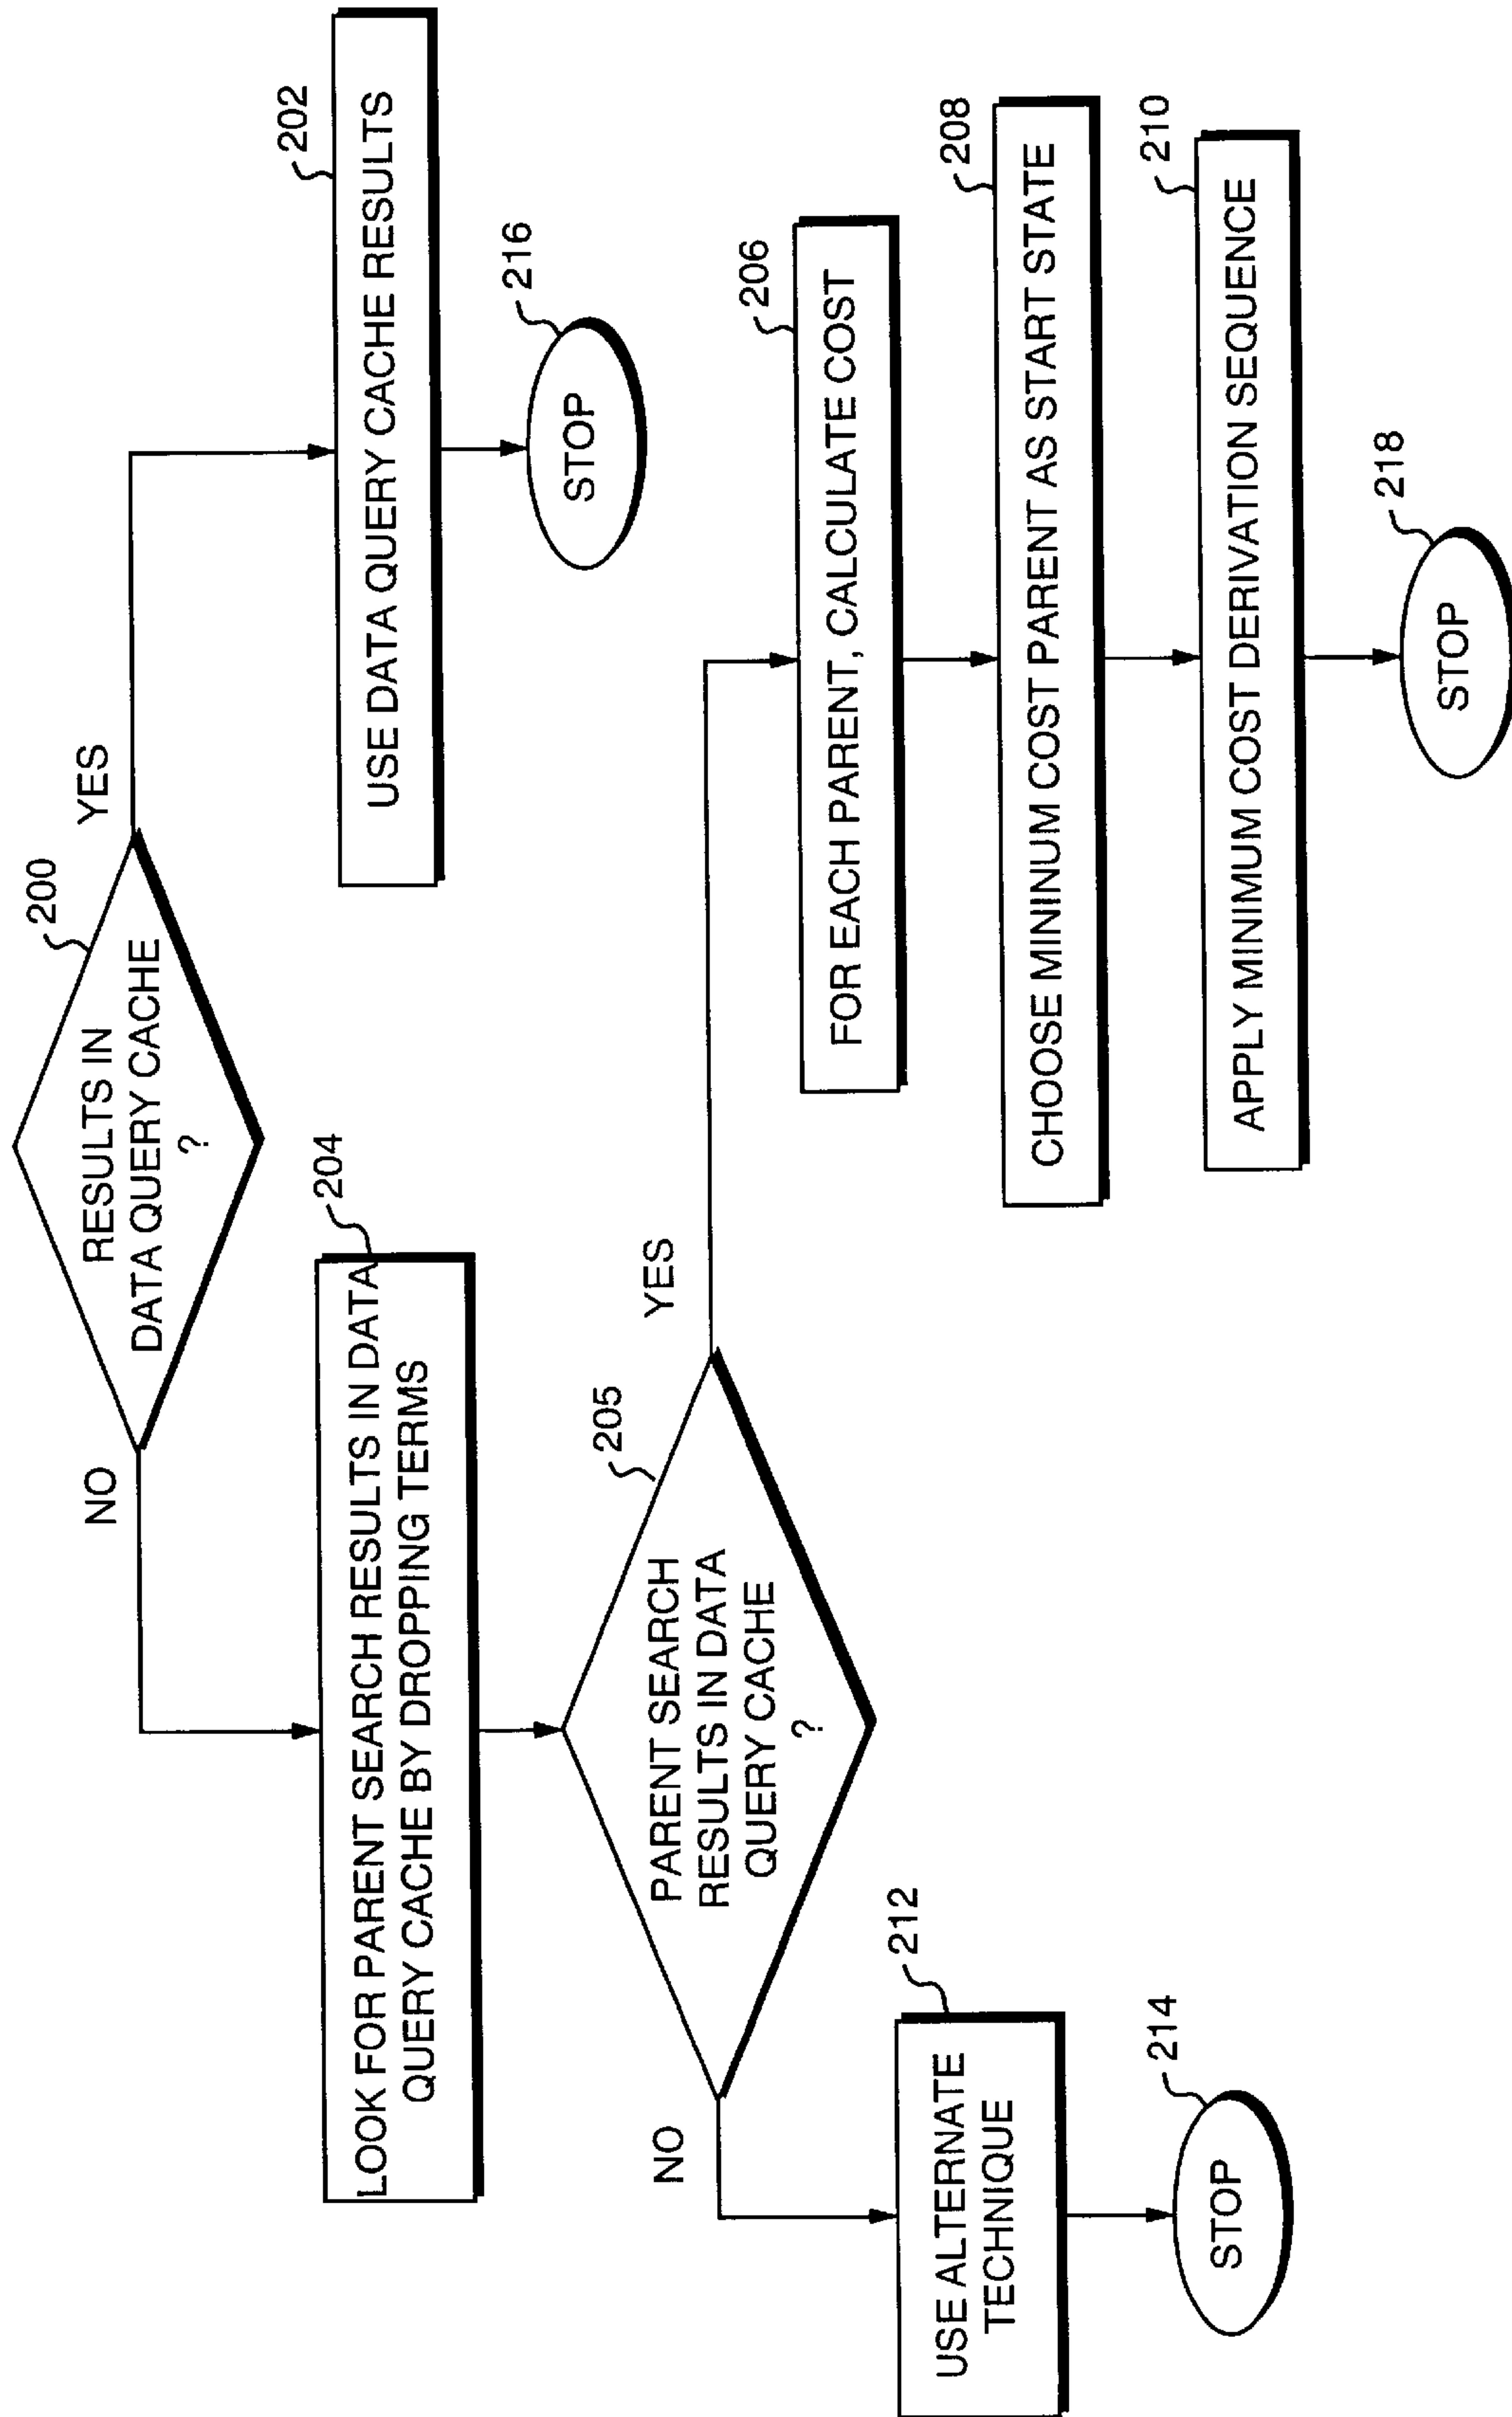 200
RESULTS IN
DATA QUERY CACHE
?
NO
YES
202
USE DATA QUERY CACHE RESULTS
216
STOP
204
LOOK FOR PARENT SEARCH RESULTS IN DATA
QUERY CACHE BY DROPPING TERMS
205
PARENT SEARCH
RESULTS IN DATA
QUERY CACHE
?
NO
YES
206
FOR EACH PARENT, CALCULATE COST
208
CHOOSE MININUM COST PARENT AS START STATE
210
APPLY MINIMUM COST DERIVATION SEQUENCE
218
STOP
212
USE ALTERNATE
TECHNIQUE
214
STOP